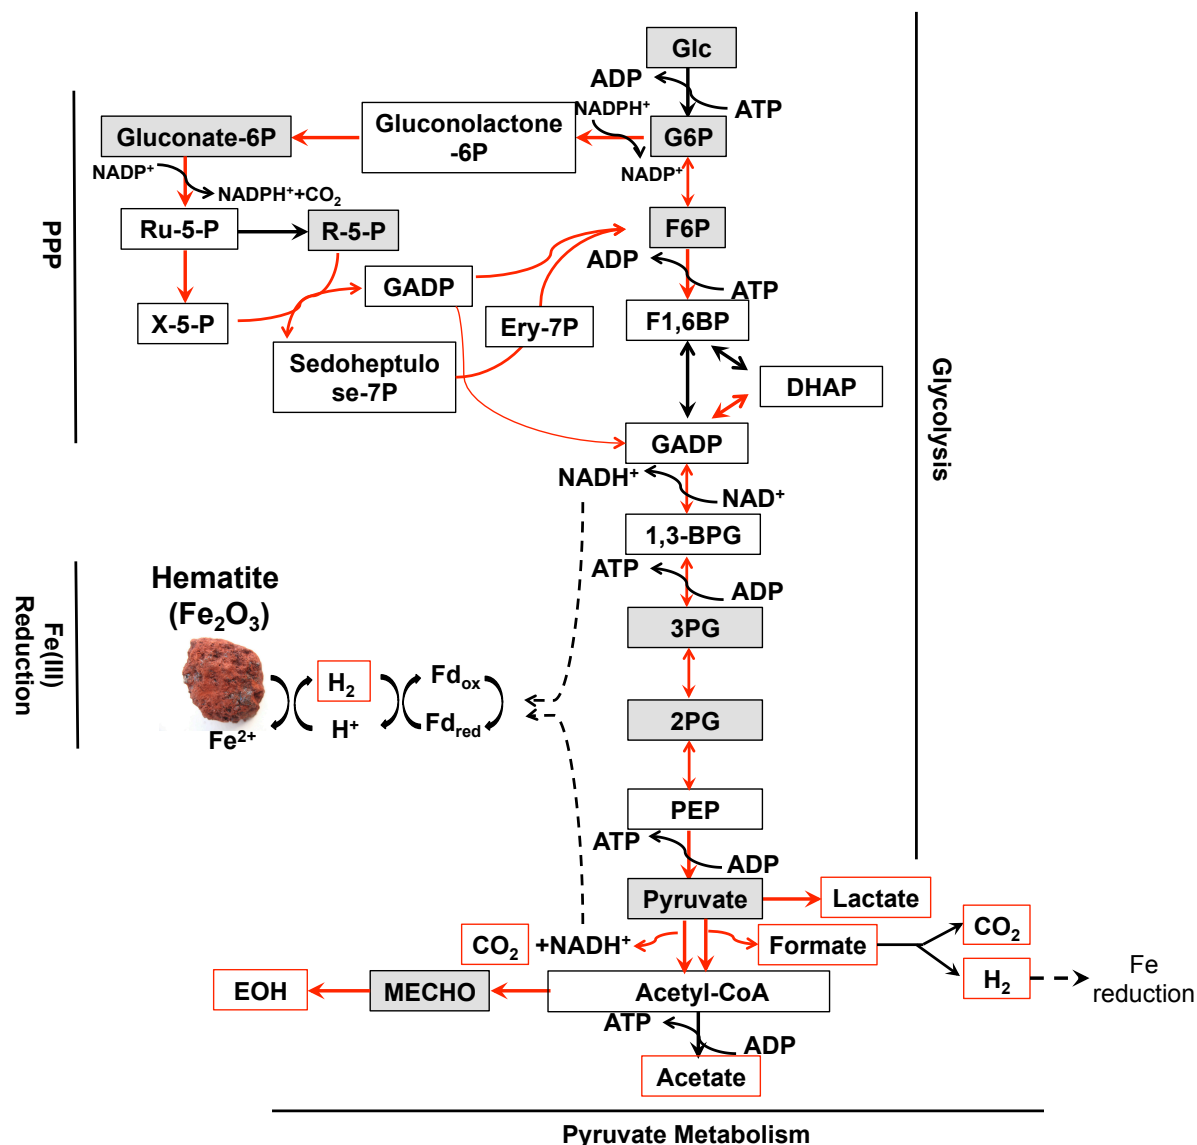 Glc
ADP
ATP
NADPH⁺
Gluconate-6P
Gluconolactone
-6P
G6P
NADP⁺
NADP⁺
NADPH⁺+CO₂
Ru-5-P
R-5-P
F6P
PPP
ADP
ATP
GADP
X-5-P
Ery-7P
F1,6BP
Sedoheptulo
se-7P
DHAP
Glycolysis
GADP
NADH⁺
NAD⁺
1,3-BPG
ATP
ADP
Hematite
(Fe₂O₃)
Fe(III)
Reduction
3PG
H₂
Fd_ox
H⁺
Fd_red
Fe²⁺
2PG
PEP
ATP
ADP
Pyruvate
Lactate
CO₂
+NADH⁺
Formate
CO₂
H₂
Fe
reduction
EOH
MECHO
Acetyl-CoA
ATP
ADP
Acetate
Pyruvate Metabolism